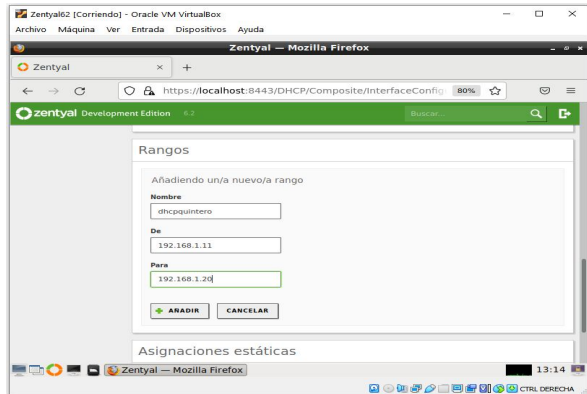 Zentyal62 [Corriendo] - Oracle VM VirtualBox
Archivo Máquina Ver Entrada Dispositivos Ayuda
Zentyal — Mozilla Firefox
Zentyal
https://localhost:8443/DHCP/Composite/InterfaceConfig 80%
zentyal Development Edition 6.2
Buscar...
Rangos
Añadiendo un/a nuevo/a rango
Nombre
dhcpquintero
De
192.168.1.11
Para
192.168.1.20
AÑADIR CANCELAR
Asignaciones estáticas
Zentyal — Mozilla Firefox
13:14
CTRL DERECHA